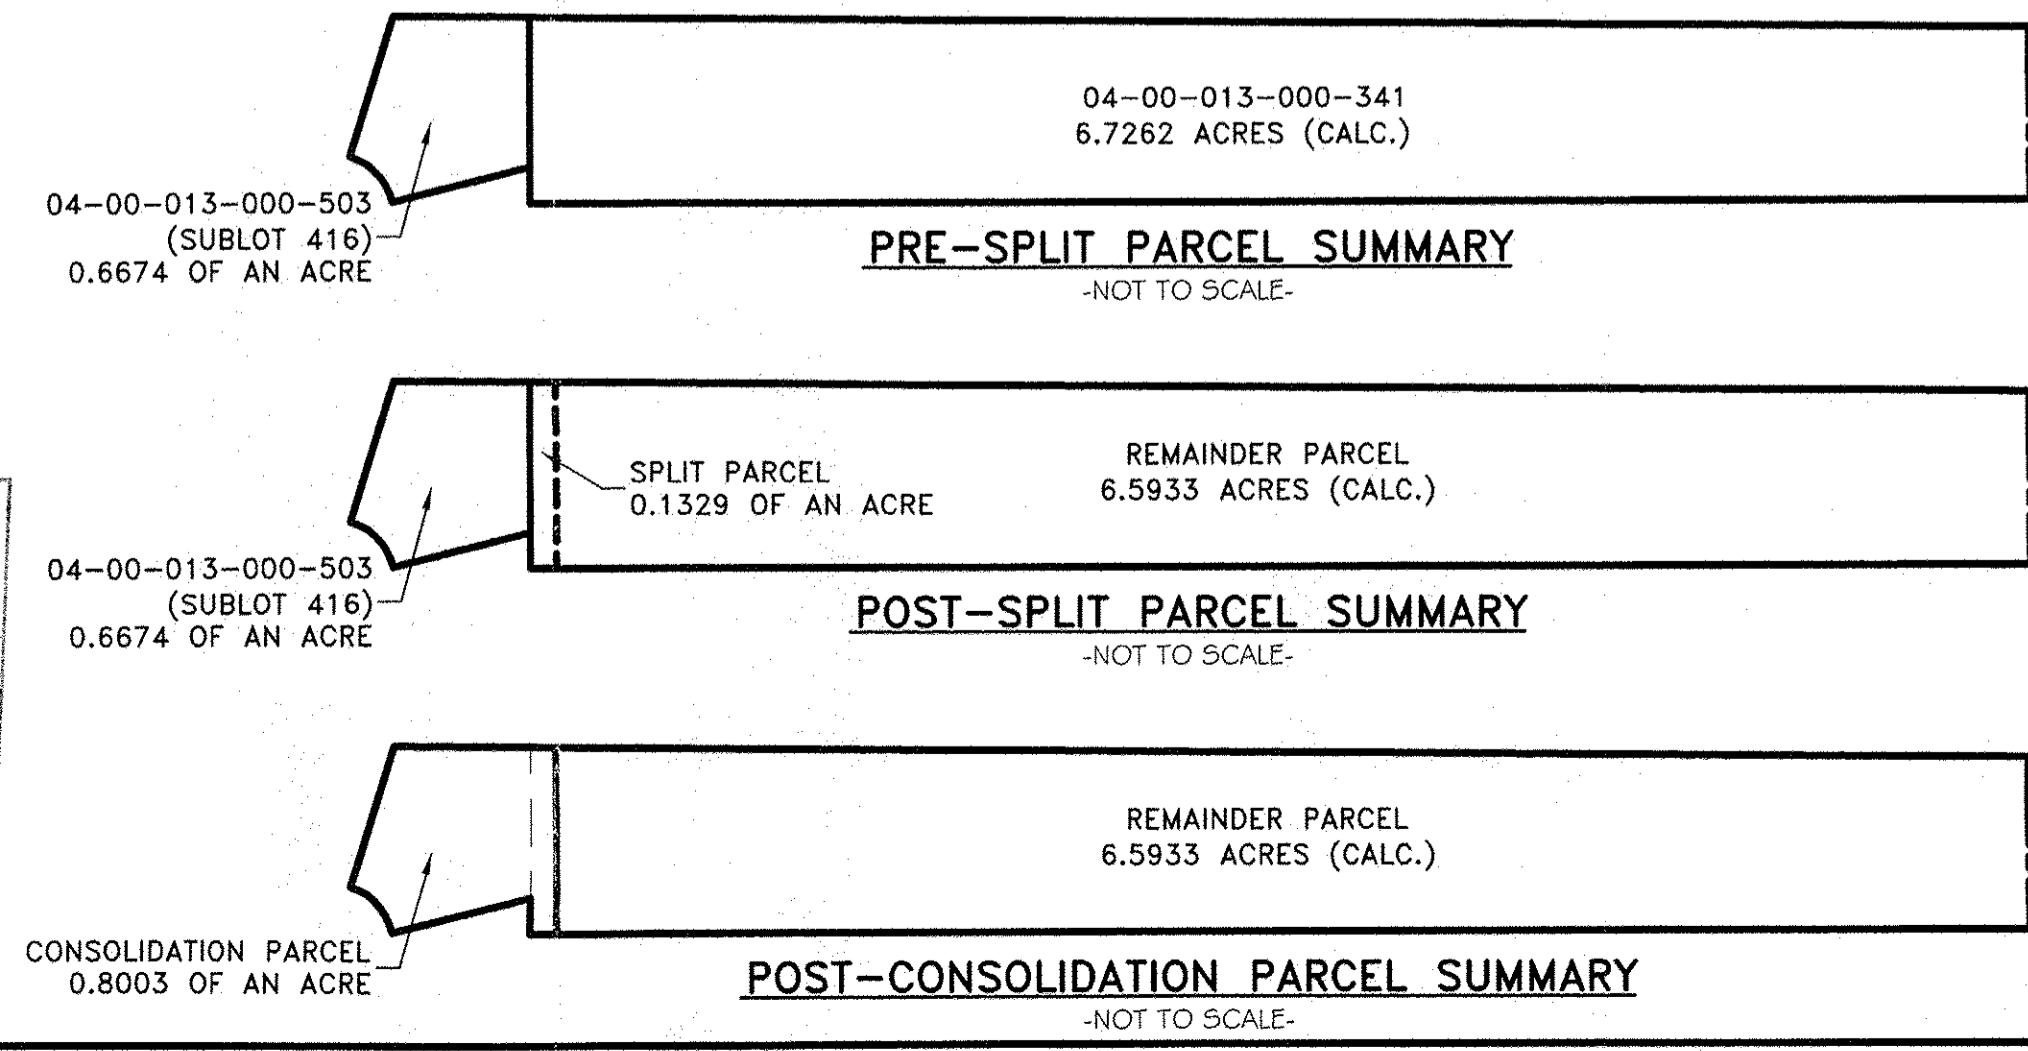 04-00-013-000-341
6.7262 ACRES (CALC.)
04-00-013-000-503
(SUBLOT 416)
0.6674 OF AN ACRE
PRE-SPLIT PARCEL SUMMARY
-NOT TO SCALE-
SPLIT PARCEL
0.1329 OF AN ACRE
REMAINDER PARCEL
6.5933 ACRES (CALC.)
04-00-013-000-503
(SUBLOT 416)
0.6674 OF AN ACRE
POST-SPLIT PARCEL SUMMARY
-NOT TO SCALE-
REMAINDER PARCEL
6.5933 ACRES (CALC.)
CONSOLIDATION PARCEL
0.8003 OF AN ACRE
POST-CONSOLIDATION PARCEL SUMMARY
-NOT TO SCALE-